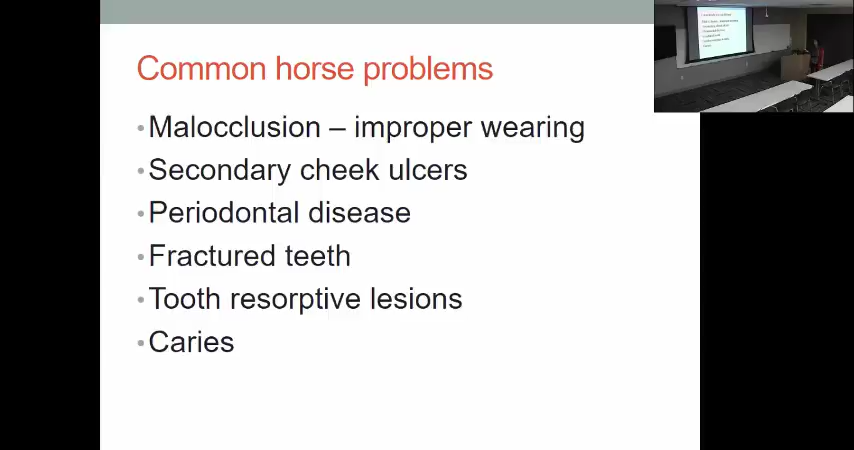 Common horse problems
•Malocclusion – improper wearing
•Secondary cheek ulcers
•Periodontal disease
•Fractured teeth
•Tooth resorptive lesions
•Caries